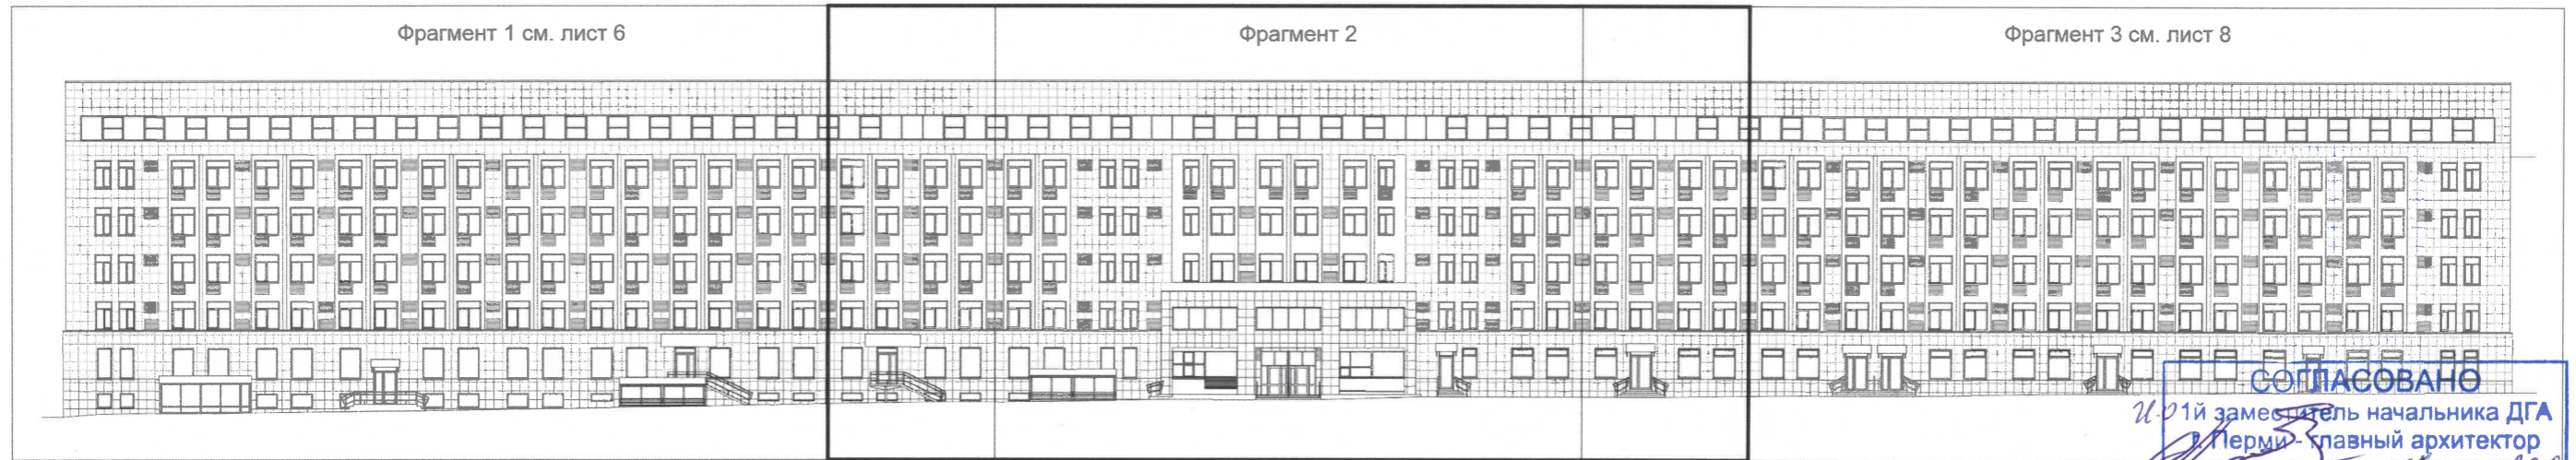 Фрагмент 1 см. лист 6
Фрагмент 2
Фрагмент 3 см. лист 8
СОГЛАСОВАНО
И.О 1й заместитель начальника ДГА
г. Перми - главный архитектор